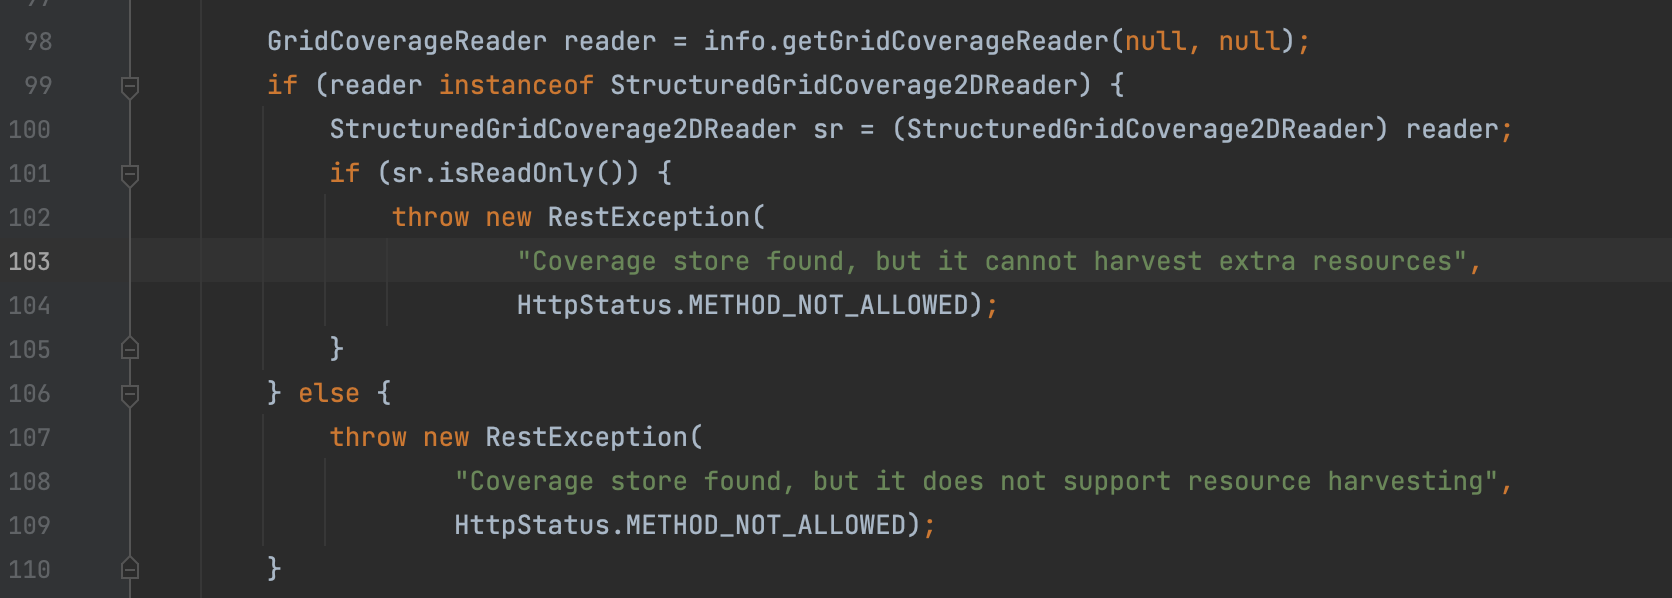 98 GridCoverageReader reader = info.getGridCoverageReader(null, null);
99 if (reader instanceof StructuredGridCoverage2DReader) {
100 StructuredGridCoverage2DReader sr = (StructuredGridCoverage2DReader) reader;
101 if (sr.isReadOnly()) {
102 throw new RestException(
103 "Coverage store found, but it cannot harvest extra resources",
104 HttpStatus.METHOD_NOT_ALLOWED);
105 }
106 } else {
107 throw new RestException(
108 "Coverage store found, but it does not support resource harvesting",
109 HttpStatus.METHOD_NOT_ALLOWED);
110 }